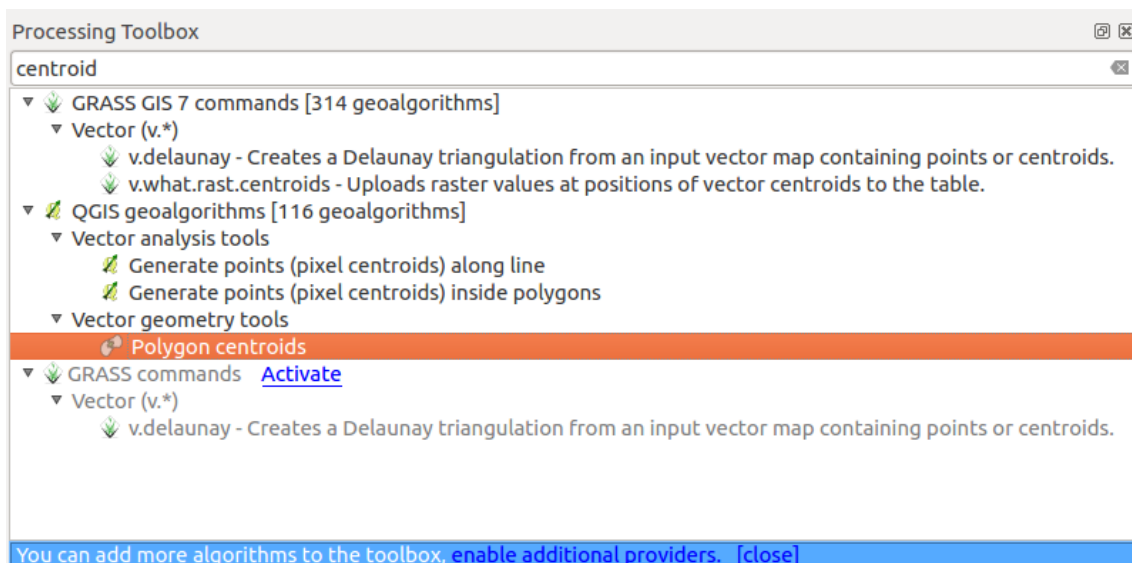 Processing Toolbox
centroid
GRASS GIS 7 commands [314 geoalgorithms]
Vector (v.*)
v.delaunay - Creates a Delaunay triangulation from an input vector map containing points or centroids.
v.what.rast.centroids - Uploads raster values at positions of vector centroids to the table.
QGIS geoalgorithms [116 geoalgorithms]
Vector analysis tools
Generate points (pixel centroids) along line
Generate points (pixel centroids) inside polygons
Vector geometry tools
Polygon centroids
GRASS commands Activate
Vector (v.*)
v.delaunay - Creates a Delaunay triangulation from an input vector map containing points or centroids.
You can add more algorithms to the toolbox, enable additional providers. [close]